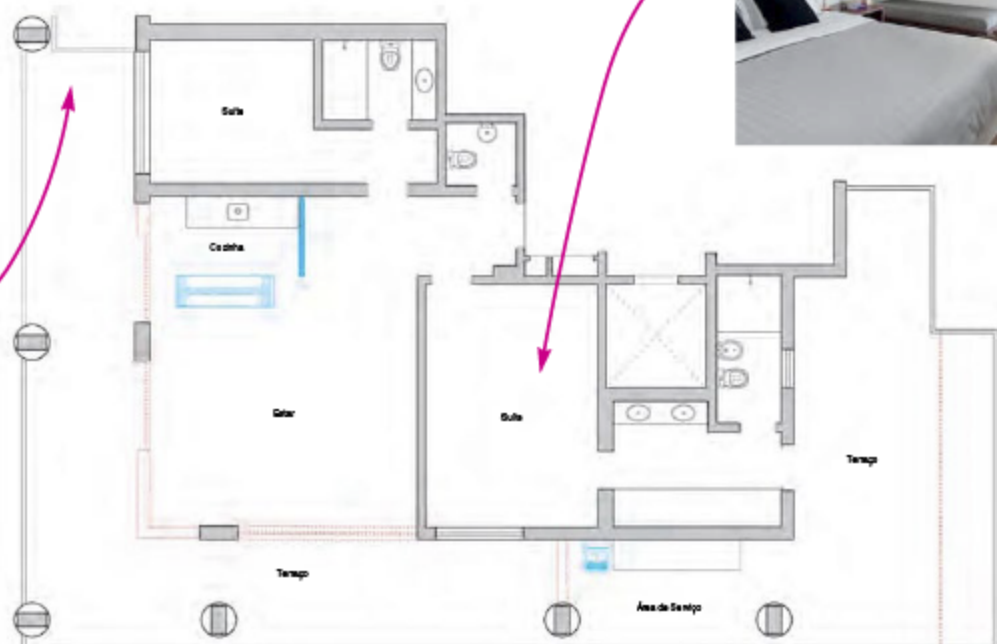 Suíte
Cozinha
Estar
Suíte
Terraço
Terraço
Área de Serviço